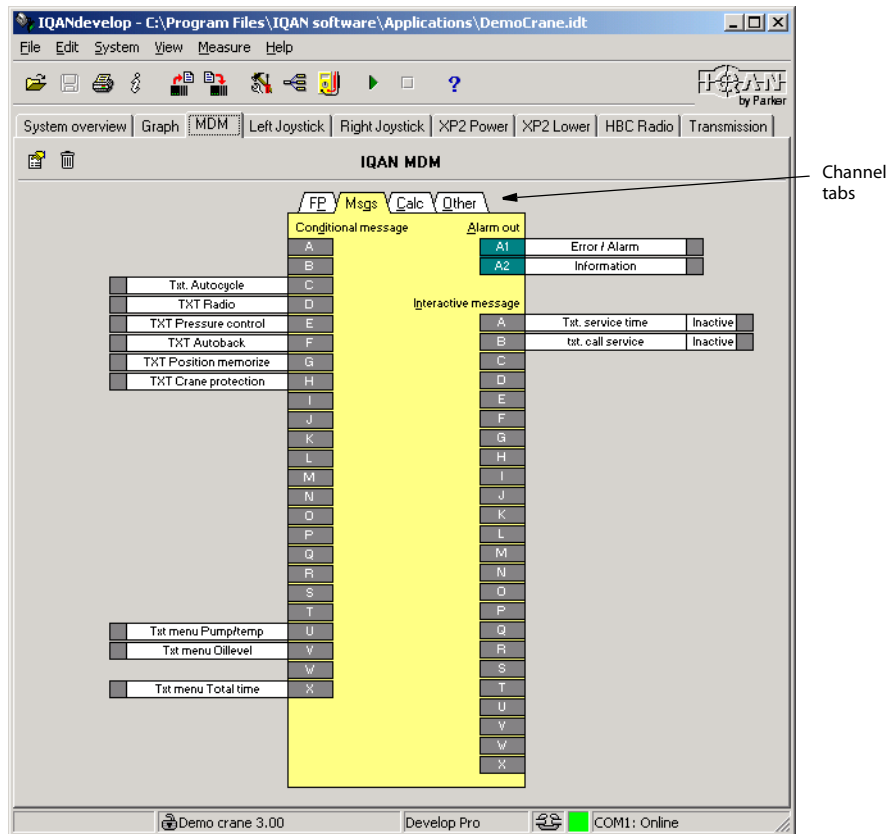 IQANdevelop - C:\Program Files\IQAN software\Applications\DemoCrane.idt
File Edit System View Measure Help
IQAN
by Parker
System overview Graph MDM Left Joystick Right Joystick XP2 Power XP2 Lower HBC Radio Transmission
IQAN MDM
Channel
tabs
FP Msgs Calc Other
Conditional message Alarm out
A A1 Error / Alarm
B A2 Information
Txt. Autocycle C
TXT Radio D Interactive message
TXT Pressure control E A Txt. service time Inactive
TXT Autoback F B txt. call service Inactive
TXT Position memorize G C
TXT Crane protection H D
I E
J F
K G
L H
M I
N J
O K
P L
Q M
R N
S O
T P
Txt menu Pump/temp U Q
Txt menu Oillevel V R
W S
Txt menu Total time X T
U
V
W
X
Demo crane 3.00 Develop Pro COM1: Online